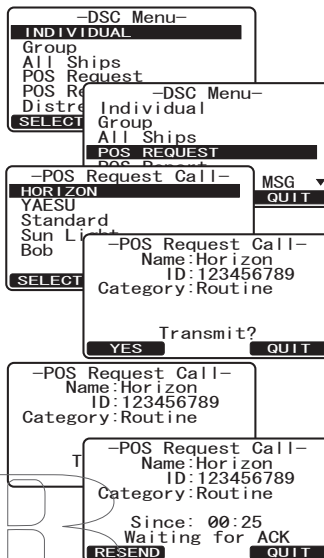 -DSC Menu-
INDIVIDUAL
Group
All Ships
POS Request
POS Re
Distre
SELECT
-DSC Menu-
Individual
Group
All Ships
POS REQUEST
POS Report
MSG ▼
QUIT
-POS Request Call-
HORIZON
YAESU
Standard
Sun Light
Bob
SELECT
-POS Request Call-
Name:Horizon
ID:123456789
Category:Routine
Transmit?
YES QUIT
-POS Request Call-
Name:Horizon
ID:123456789
Category:Routine
T
-POS Request Call-
Name:Horizon
ID:123456789
Category:Routine
Since: 00:25
Waiting for ACK
RESEND QUIT